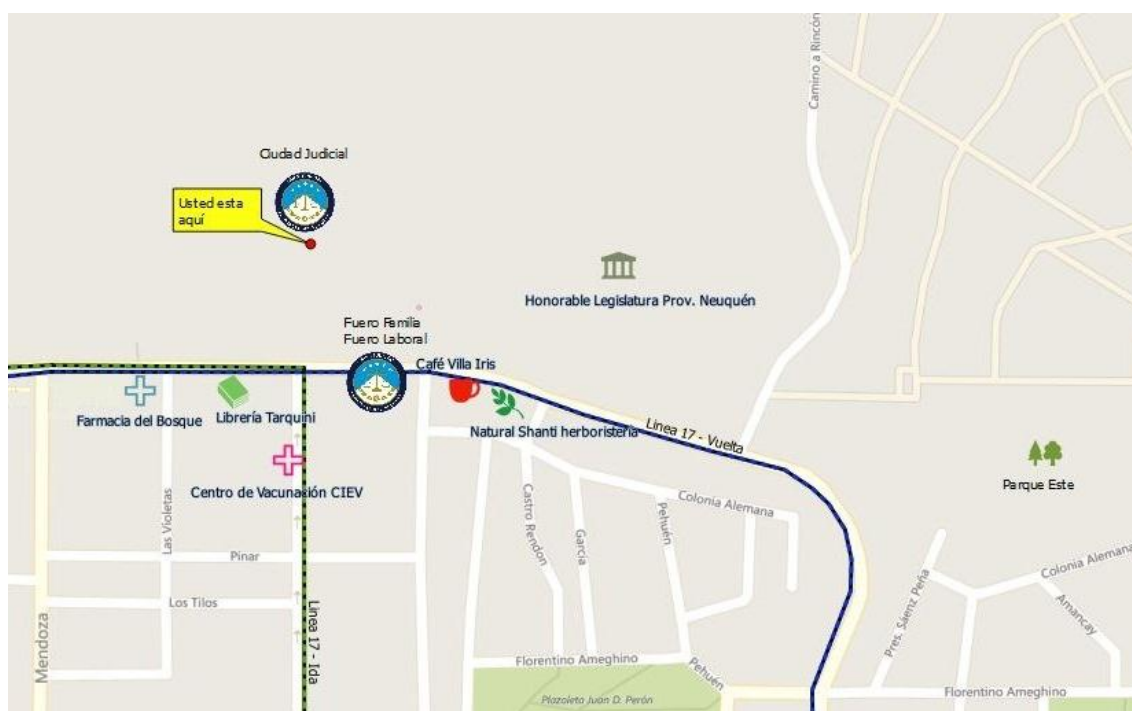 Camino a Rincón
Ciudad Judicial
Usted esta
aquí
Honorable Legislatura Prov. Neuquén
Fuero Familia
Fuero Laboral
Café Villa Iris
Farmacia del Bosque
Librería Tarquini
Natural Shanti herboristeria
Linea 17 - Vuelta
Centro de Vacunación CIEV
Parque Este
Colonia Alemana
Las Violetas
Castro Rendon
Garcia
Pehuén
Pinar
Los Tilos
Linea 17 - Ida
Mendoza
Pres. Sáenz Peña
Colonia Alemana
Amancay
Florentino Ameghino
Pehuén
Florentino Ameghino
Plazoleta Juan D. Perón